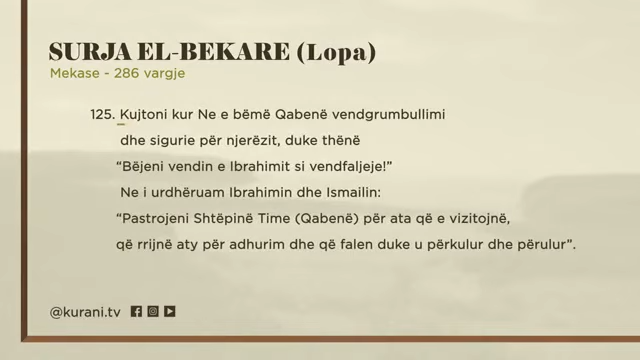 SURJA EL-BEKARE (Lopa)
Mekase - 286 vargje
125. Kujtoni kur Ne e bëmë Qabenë vendgrumbullimi
dhe sigurie për njerëzit, duke thënë
“Bëjeni vendin e Ibrahimit si vendfaljeje!”
Ne i urdhëruam Ibrahimin dhe Ismailin:
“Pastrojeni Shtëpinë Time (Qabenë) për ata që e vizitojnë,
që rrijnë aty për adhurim dhe që falen duke u përkulur dhe përulur”.
@kurani.tv